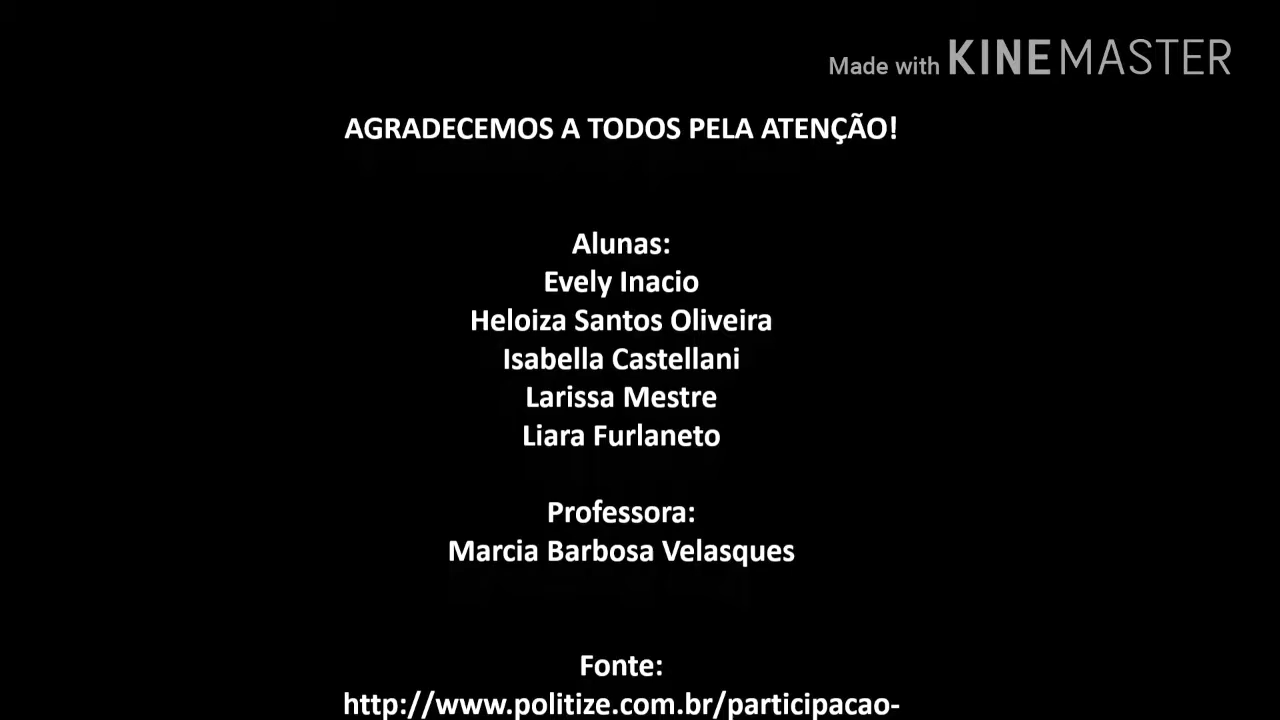 Made with KINEMASTER
AGRADECEMOS A TODOS PELA ATENÇÃO!
Alunas:
Evely Inacio
Heloiza Santos Oliveira
Isabella Castellani
Larissa Mestre
Liara Furlaneto
Professora:
Marcia Barbosa Velasques
Fonte:
http://www.politize.com.br/participacao-